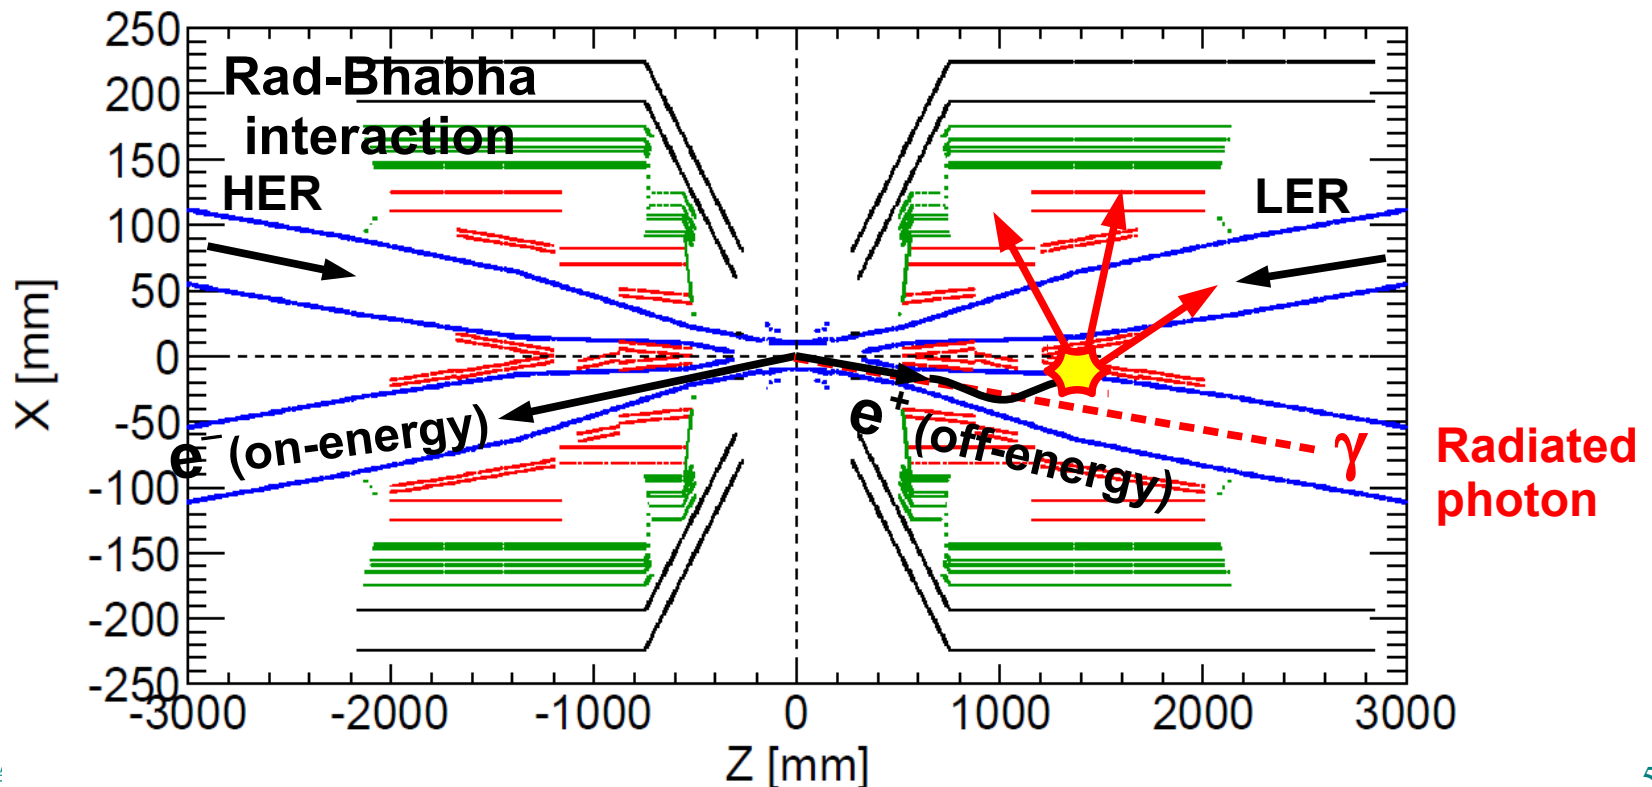 250
200
150
100
50
0
-50
-100
-150
-200
-250
X [mm]
Rad-Bhabha
interaction
HER
LER
e⁻ (on-energy)
e⁺ (off-energy)
γ
Radiated
photon
-3000 -2000 -1000 0 1000 2000 3000
Z [mm]